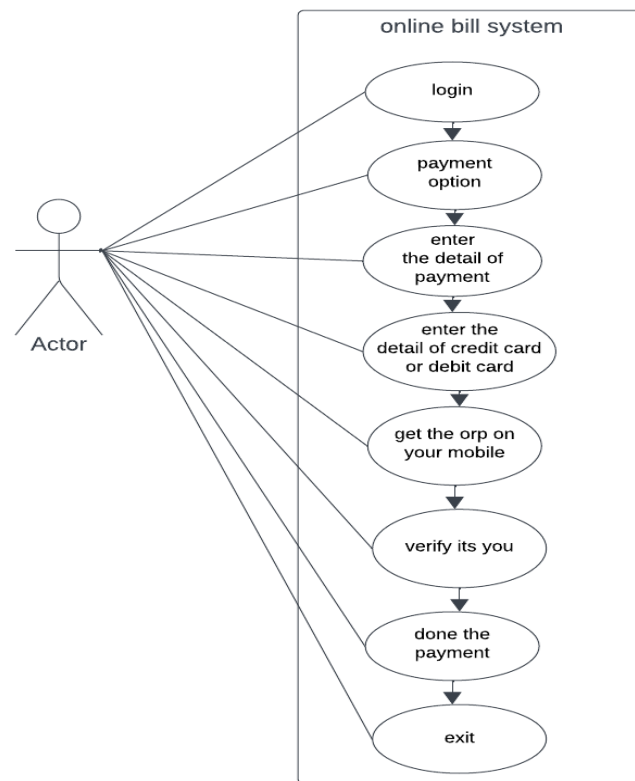 online bill system
login
payment
option
enter
the detail of
payment
enter the
detail of credit card
or debit card
get the orp on
your mobile
verify its you
done the
payment
exit
Actor